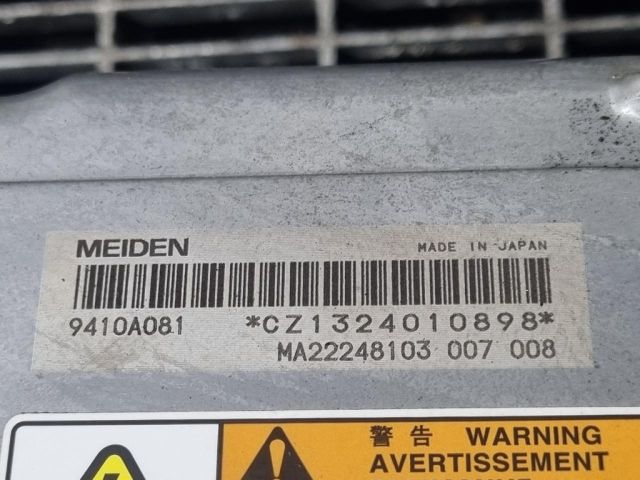 MEIDEN MADE IN JAPAN
9410A081 *CZ1324010898*
MA22248103 007 008
警告 WARNING
AVERTISSEMENT